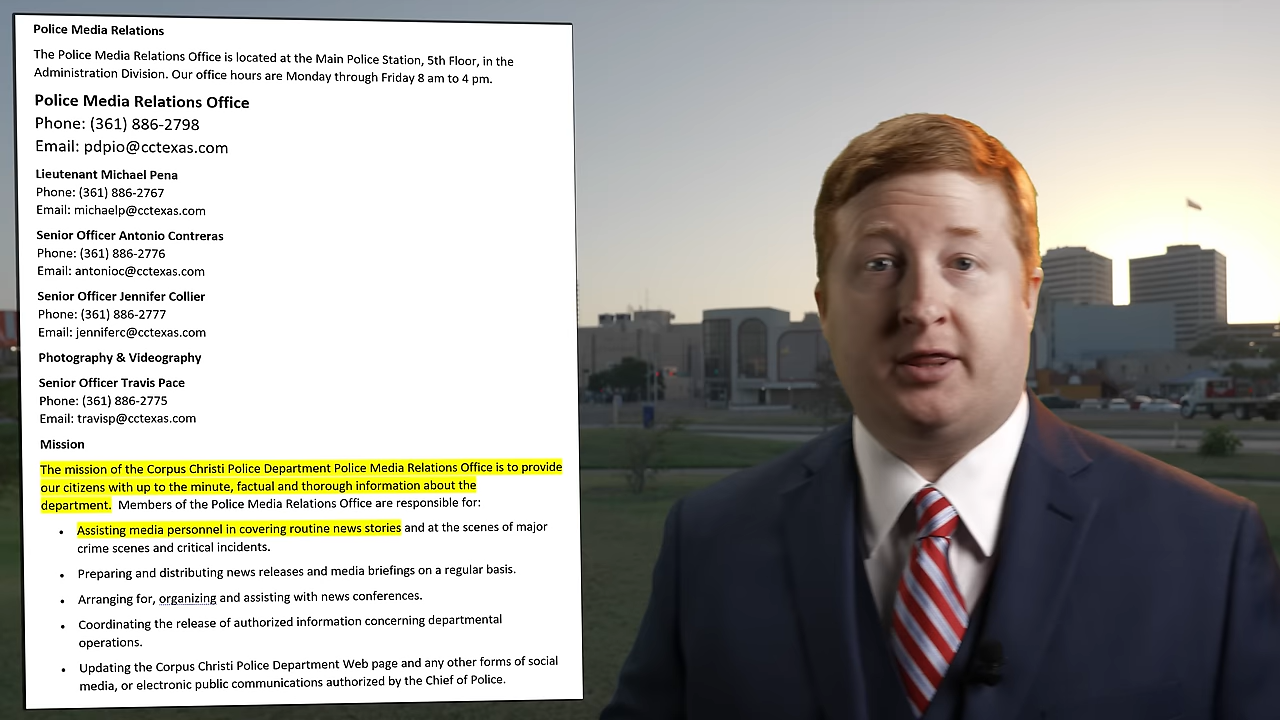 Police Media Relations
The Police Media Relations Office is located at the Main Police Station, 5th Floor, in the
Administration Division. Our office hours are Monday through Friday 8 am to 4 pm.
Police Media Relations Office
Phone: (361) 886-2798
Email: pdpio@cctexas.com
Lieutenant Michael Pena
Phone: (361) 886-2767
Email: michaelp@cctexas.com
Senior Officer Antonio Contreras
Phone: (361) 886-2776
Email: antonioc@cctexas.com
Senior Officer Jennifer Collier
Phone: (361) 886-2777
Email: jenniferc@cctexas.com
Photography & Videography
Senior Officer Travis Pace
Phone: (361) 886-2775
Email: travisp@cctexas.com
Mission
The mission of the Corpus Christi Police Department Police Media Relations Office is to provide
our citizens with up to the minute, factual and thorough information about the
department. Members of the Police Media Relations Office are responsible for:
• Assisting media personnel in covering routine news stories and at the scenes of major
crime scenes and critical incidents.
• Preparing and distributing news releases and media briefings on a regular basis.
• Arranging for, organizing and assisting with news conferences.
• Coordinating the release of authorized information concerning departmental
operations.
• Updating the Corpus Christi Police Department Web page and any other forms of social
media, or electronic public communications authorized by the Chief of Police.